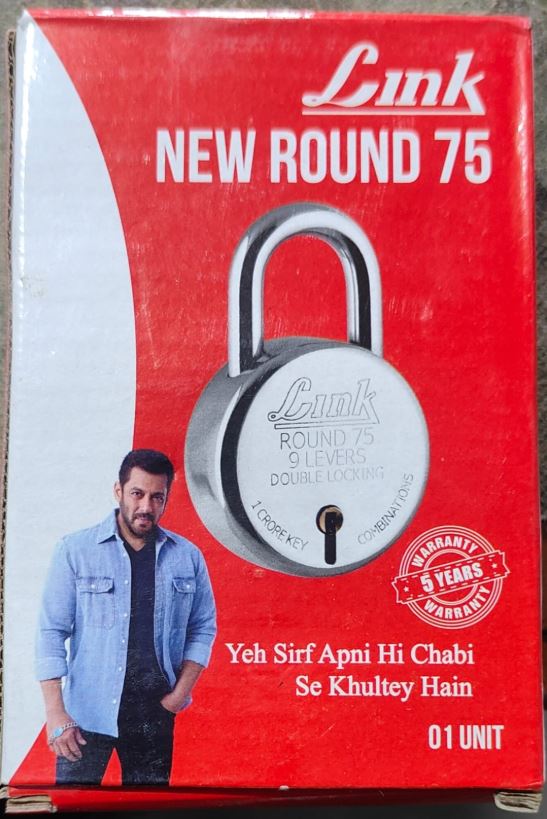 Link
NEW ROUND 75
Link
ROUND 75
9 LEVERS
DOUBLE LOCKING
1 CRORE KEY COMBINATIONS
WARRANTY
5 YEARS
WARRANTY
Yeh Sirf Apni Hi Chabi
Se Khultey Hain
01 UNIT